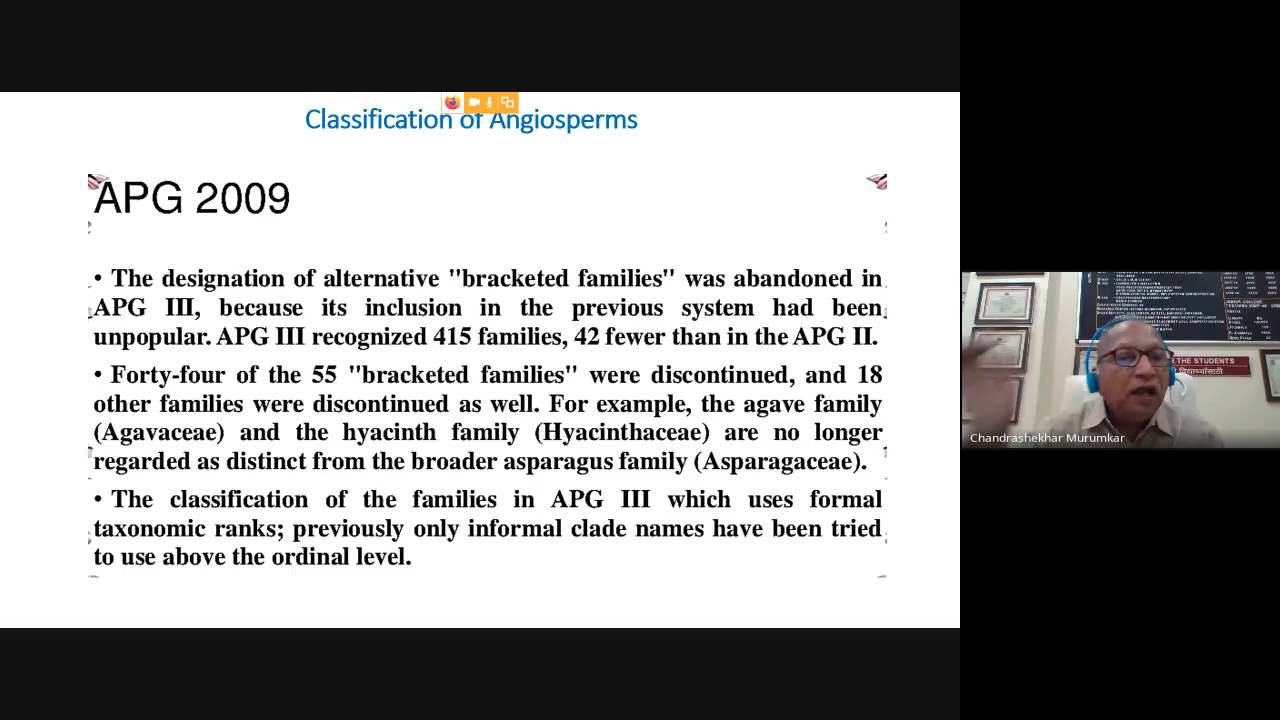 Classification of Angiosperms
APG 2009
• The designation of alternative "bracketed families" was abandoned in
APG III, because its inclusion in the previous system had been
unpopular. APG III recognized 415 families, 42 fewer than in the APG II.
• Forty-four of the 55 "bracketed families" were discontinued, and 18
other families were discontinued as well. For example, the agave family
(Agavaceae) and the hyacinth family (Hyacinthaceae) are no longer
regarded as distinct from the broader asparagus family (Asparagaceae).
• The classification of the families in APG III which uses formal
taxonomic ranks; previously only informal clade names have been tried
to use above the ordinal level.
THE STUDENTS
विद्यार्थ्यांसाठी
Chandrashekhar Murumkar